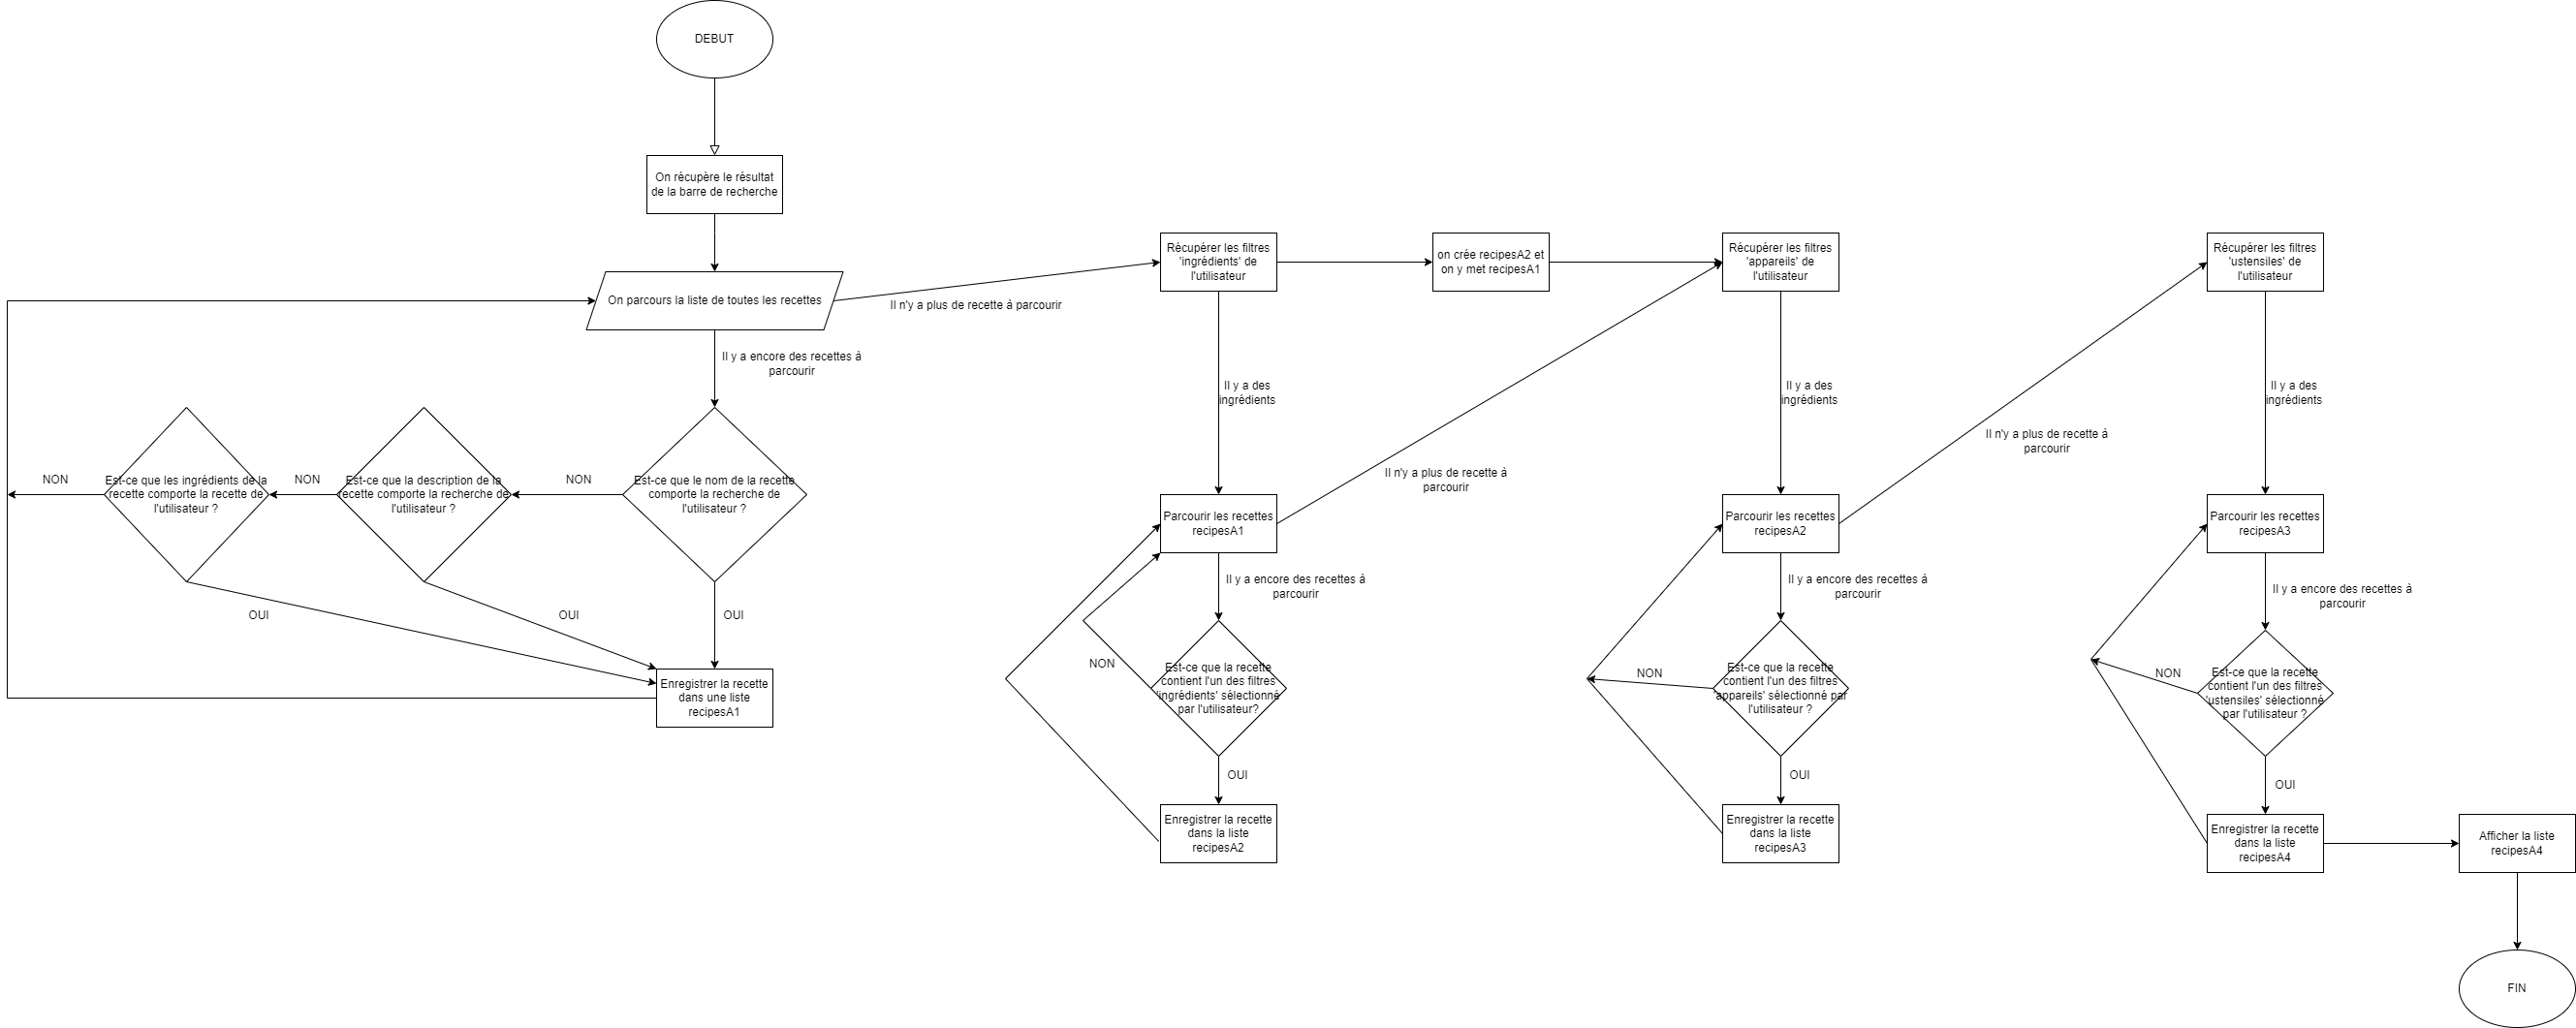 DEBUT
On récupère le résultat
de la barre de recherche
On parcours la liste de toutes les recettes
Il n'y a plus de recette à parcourir
Il y a encore des recettes à
parcourir
Est-ce que les ingrédients de la
recette comporte la recette de
l'utilisateur ?
NON
Est-ce que la description de la
recette comporte la recherche de
l'utilisateur ?
NON
Est-ce que le nom de la recette
comporte la recherche de
l'utilisateur ?
NON
OUI
OUI
OUI
Enregistrer la recette
dans une liste
recipesA1
Récupérer les filtres
'ingrédients' de
l'utilisateur
on crée recipesA2 et
on y met recipesA1
Il y a des
ingrédients
Parcourir les recettes
recipesA1
Il n'y a plus de recette à
parcourir
Il y a encore des recettes à
parcourir
NON
Est-ce que la recette
contient l'un des filtres
'ingrédients' sélectionné
par l'utilisateur?
OUI
Enregistrer la recette
dans la liste
recipesA2
Récupérer les filtres
'appareils' de
l'utilisateur
Il y a des
ingrédients
Parcourir les recettes
recipesA2
Il n'y a plus de recette à
parcourir
Il y a encore des recettes à
parcourir
NON
Est-ce que la recette
contient l'un des filtres
'appareils' sélectionné par
l'utilisateur ?
OUI
Enregistrer la recette
dans la liste
recipesA3
Récupérer les filtres
'ustensiles' de
l'utilisateur
Il y a des
ingrédients
Parcourir les recettes
recipesA3
Il y a encore des recettes à
parcourir
NON
Est-ce que la recette
contient l'un des filtres
'ustensiles' sélectionné
par l'utilisateur ?
OUI
Enregistrer la recette
dans la liste
recipesA4
Afficher la liste
recipesA4
FIN